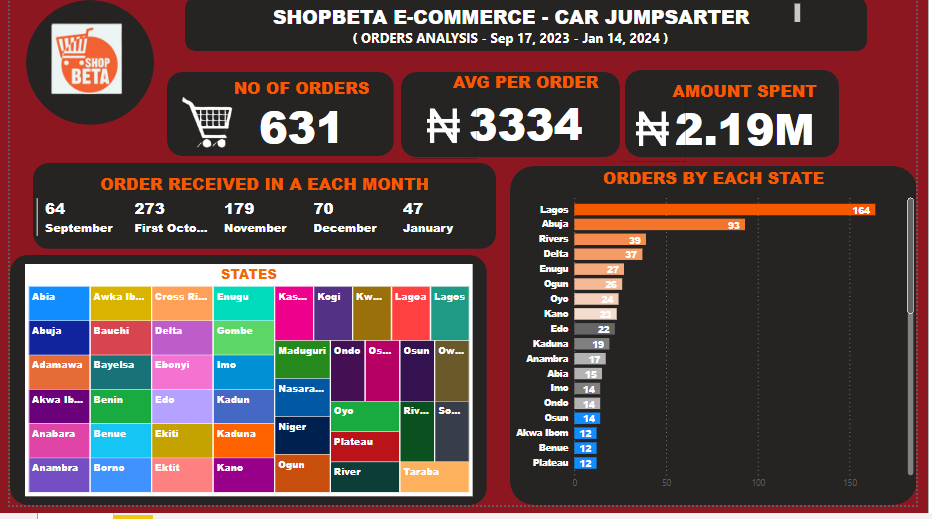 SHOPBETA E-COMMERCE - CAR JUMPSARTER
( ORDERS ANALYSIS - Sep 17, 2023 - Jan 14, 2024 )
SHOP
BETA
NO OF ORDERS
631
AVG PER ORDER
₦ 3334
AMOUNT SPENT
₦ 2.19M
ORDER RECEIVED IN A EACH MONTH
64 273 179 70 47
September First Octo... November December January
STATES
Abia Awka Ib... Cross Ri... Enugu Kas... Kogi Kw... Lagoa Lagos
Abuja Bauchi Delta Gombe Maduguri Ondo Os... Osun Ow...
Adamawa Bayelsa Ebonyi Imo Nasara...
Akwa Ib... Benin Edo Kadun Oyo Riv... So...
Anabara Benue Ekiti Kaduna Niger Plateau
Anambra Borno Ektit Kano Ogun River Taraba
ORDERS BY EACH STATE
Lagos 164
Abuja 93
Rivers 39
Delta 37
Enugu 27
Ogun 26
Oyo 24
Kano 23
Edo 22
Kaduna 19
Anambra 17
Abia 15
Imo 14
Ondo 14
Osun 14
Akwa Ibom 12
Benue 12
Plateau 12
0 50 100 150